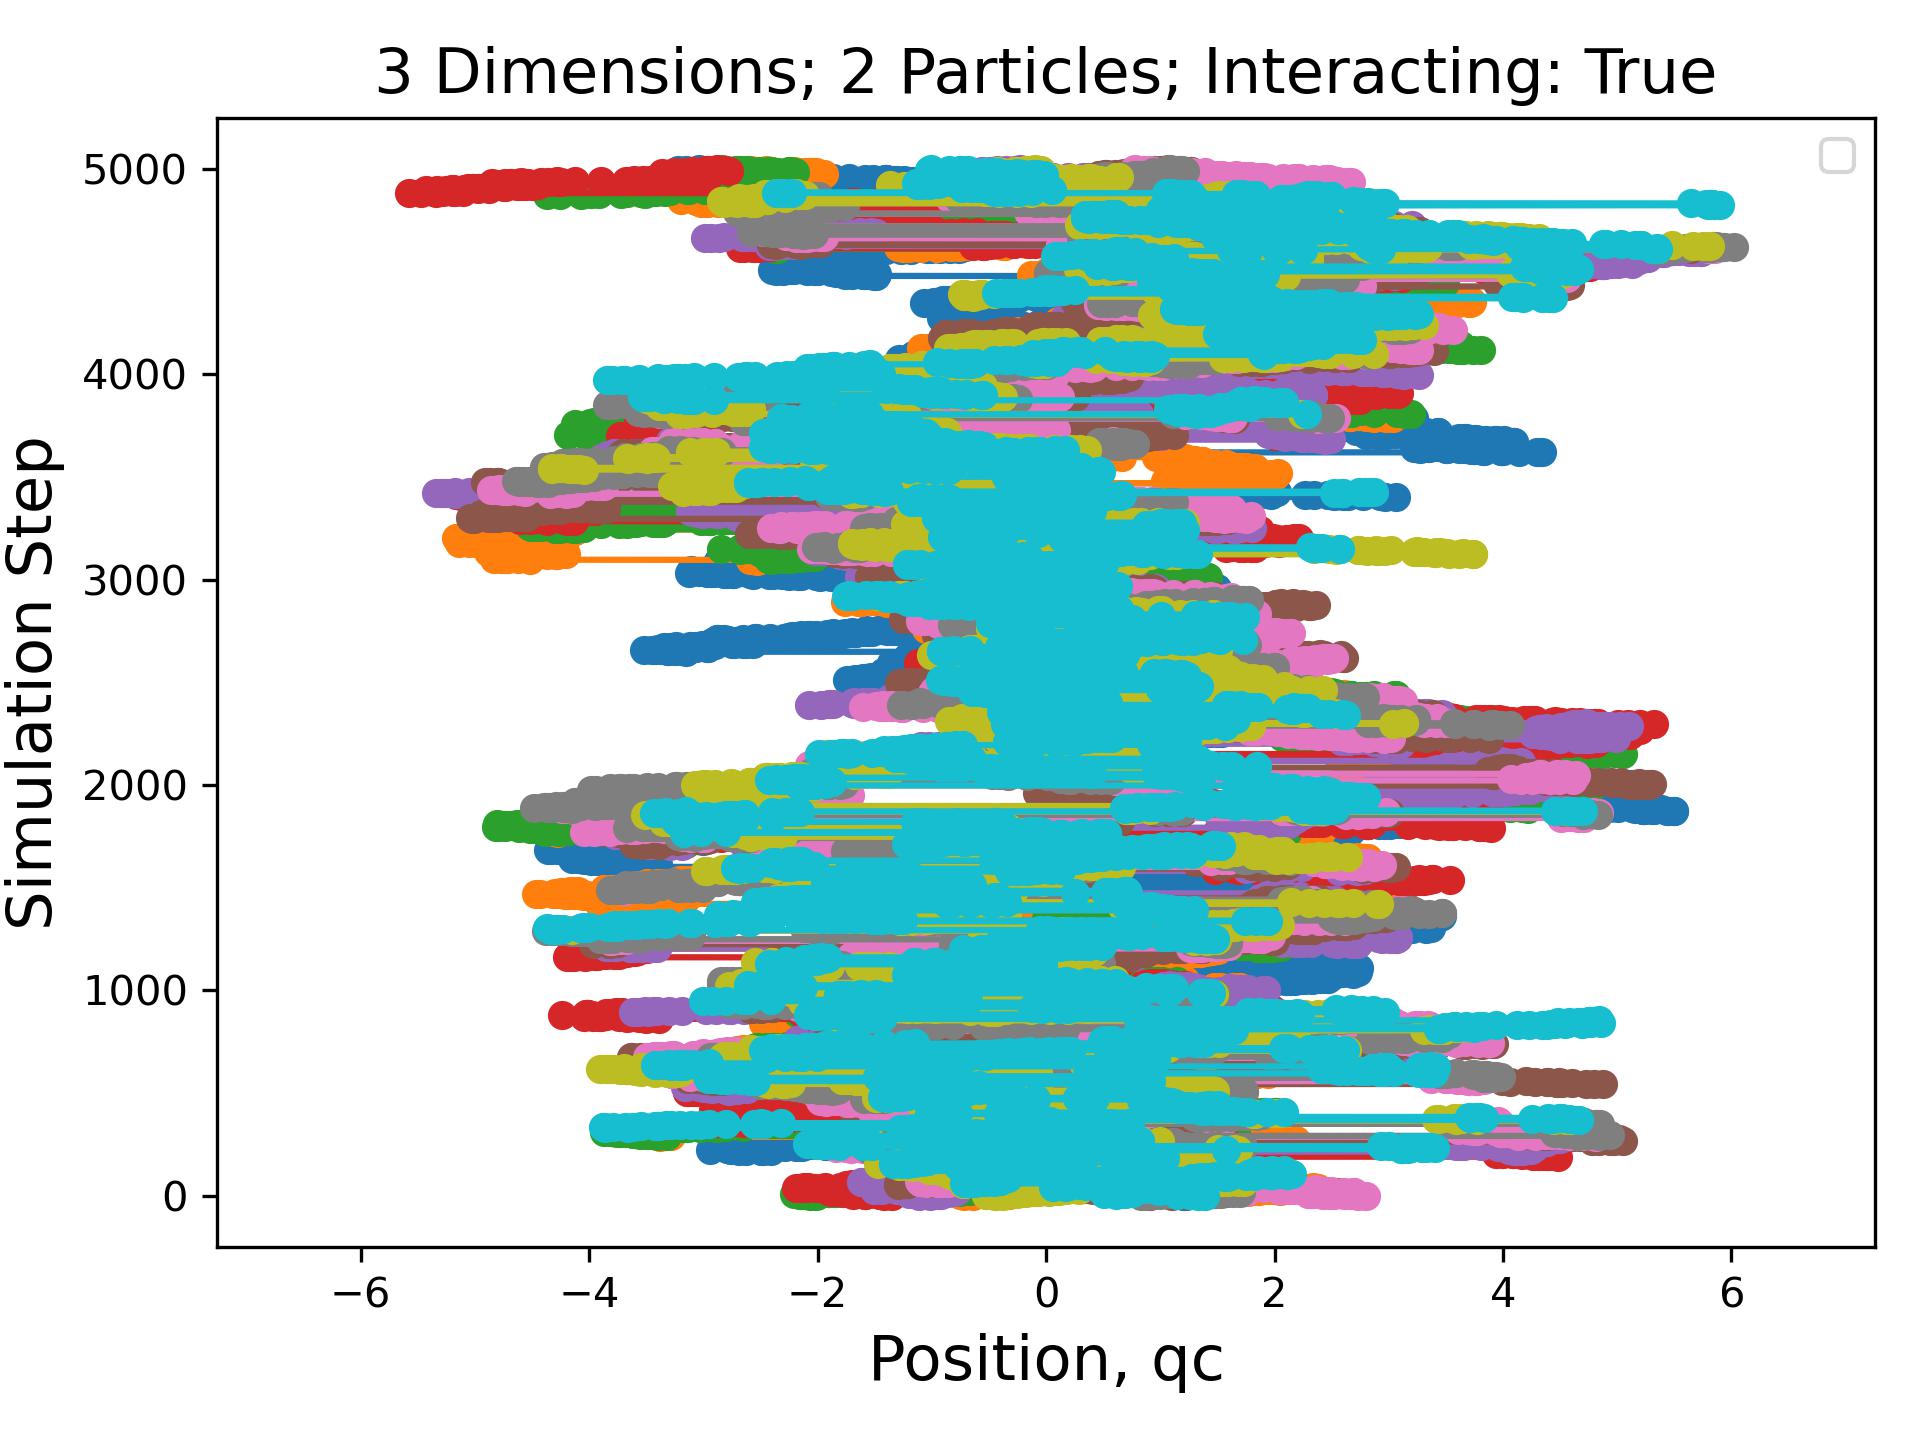 3 Dimensions; 2 Particles; Interacting: True
5000
4000
3000
2000
1000
0
Simulation Step
−6 −4 −2 0 2 4 6
Position, qc